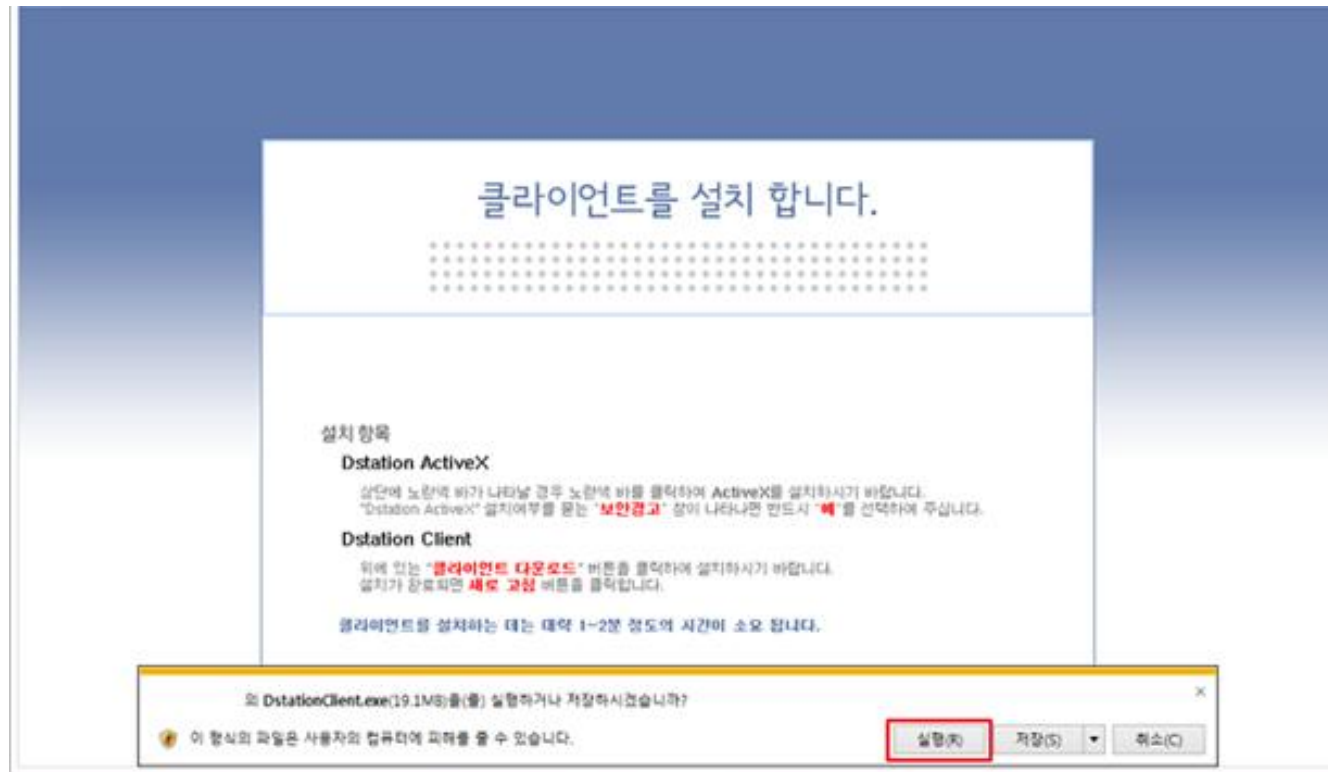 클라이언트를 설치 합니다.
설치 항목
Dstation ActiveX
상단에 노란색 바가 나타날 경우 노란색 바를 클릭하여 ActiveX를 설치하시기 바랍니다.
"Dstation ActiveX" 설치여부를 묻는 "보안경고" 창이 나타나면 반드시 "예"를 선택하여 주십니다.
Dstation Client
위에 있는 "클라이언트 다운로드" 버튼을 클릭하여 설치하시기 바랍니다.
설치가 완료되면 새로 고침 버튼을 클릭입니다.
클라이언트를 설치하는 데는 대략 1~2분 정도의 시간이 소요 됩니다.
의 DstationClient.exe(19.1MB)을(를) 실행하거나 저장하시겠습니까?
×
이 형식의 파일은 사용자의 컴퓨터에 피해를 줄 수 있습니다.
실행(R) 저장(S) 취소(C)